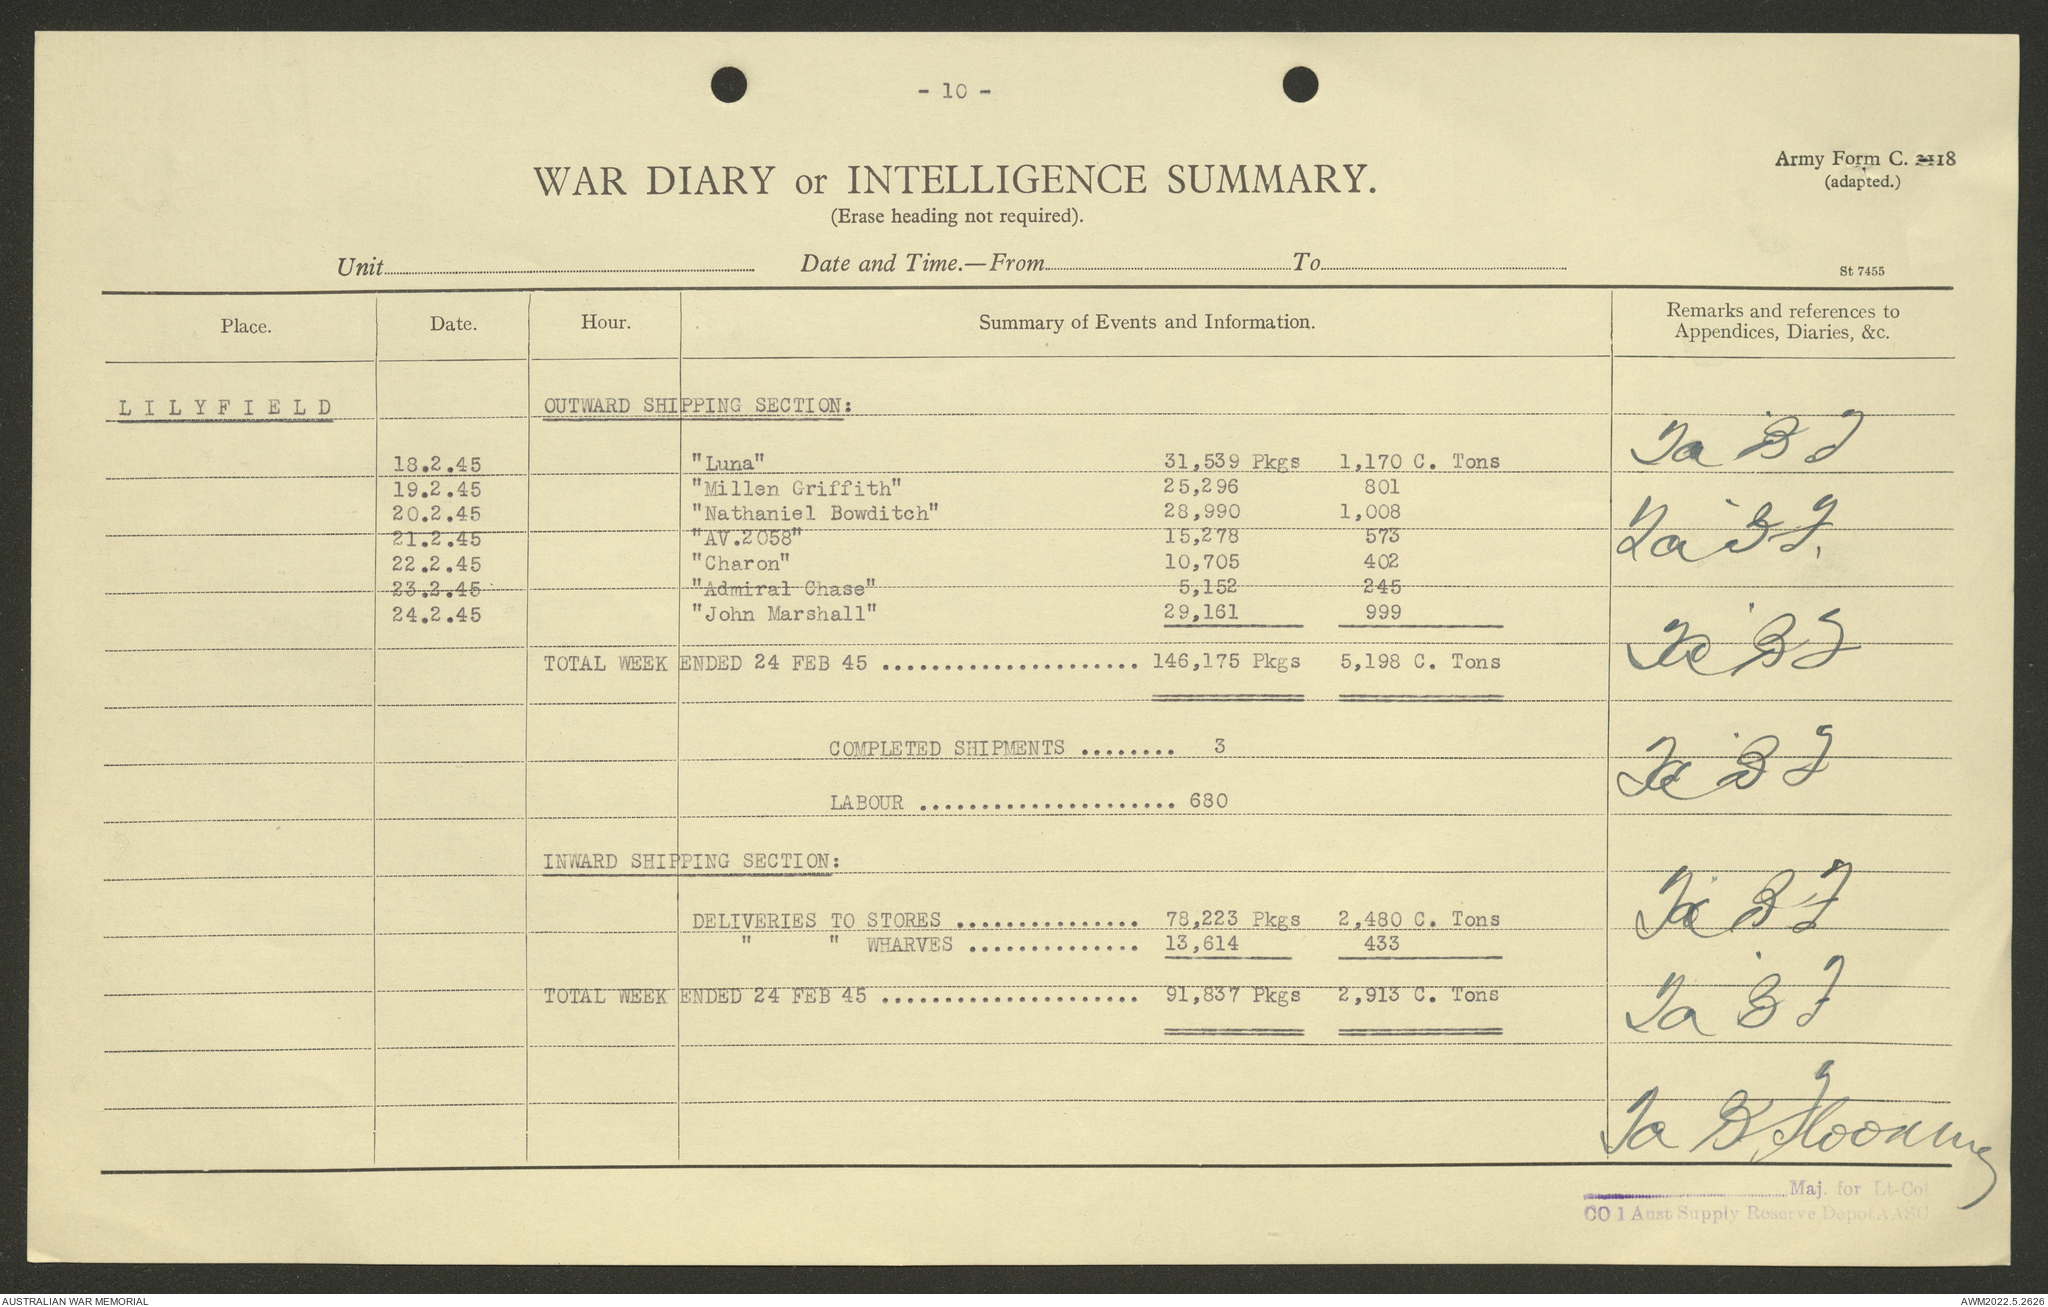 - 10 -
Army Form C. 2118
WAR DIARY or INTELLIGENCE SUMMARY.
(adapted.)
(Erase heading not required).
Unit Date and Time.—From To
St 7455
Place. Date. Hour. Summary of Events and Information. Remarks and references to
Appendices, Diaries, &c.
LILYFIELD OUTWARD SHIPPING SECTION:
18.2.45 "Luna" 31,539 Pkgs 1,170 C. Tons
19.2.45 "Millen Griffith" 25,296 801
20.2.45 "Nathaniel Bowditch" 28,990 1,008
21.2.45 "AV.2058" 15,278 573
22.2.45 "Charon" 10,705 402
23.2.45 "Admiral Chase" 5,152 245
24.2.45 "John Marshall" 29,161 999
TOTAL WEEK ENDED 24 FEB 45 ..................... 146,175 Pkgs 5,198 C. Tons
COMPLETED SHIPMENTS ........ 3
LABOUR ..................... 680
INWARD SHIPPING SECTION:
DELIVERIES TO STORES ............... 78,223 Pkgs 2,480 C. Tons
" " WHARVES .............. 13,614 433
TOTAL WEEK ENDED 24 FEB 45 ..................... 91,837 Pkgs 2,913 C. Tons
Maj. for Lt-Col
CO 1 Aust Supply Reserve Depot AASC
AUSTRALIAN WAR MEMORIAL
AWM2022.5.2626